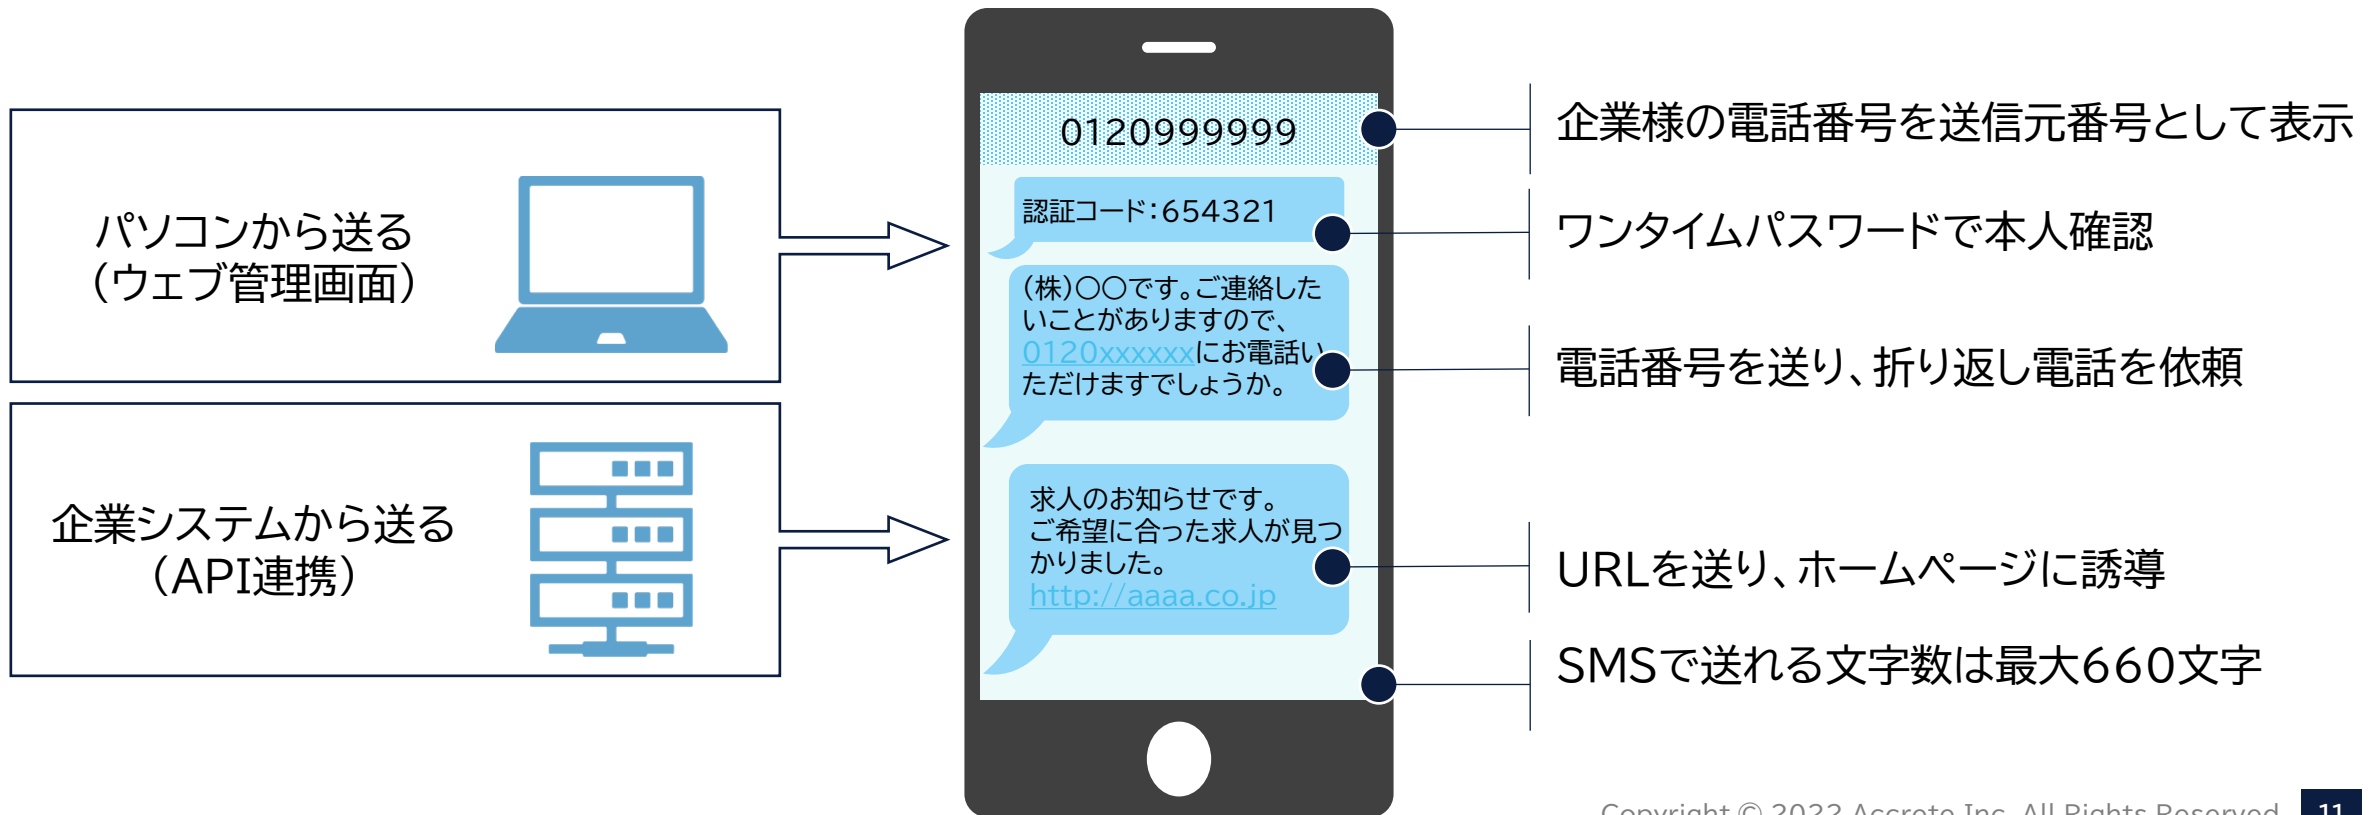 パソコンから送る
（ウェブ管理画面）
企業システムから送る
（API連携）
0120999999
認証コード：654321
（株）〇〇です。ご連絡した
いことがありますので、
0120xxxxxxにお電話い
ただけますでしょうか。
求人のお知らせです。
ご希望に合った求人が見つ
かりました。
http://aaaa.co.jp
企業様の電話番号を送信元番号として表示
ワンタイムパスワードで本人確認
電話番号を送り、折り返し電話を依頼
URLを送り、ホームページに誘導
SMSで送れる文字数は最大660文字
Copyright © 2022 Accrete Inc. All Rights Reserved
11